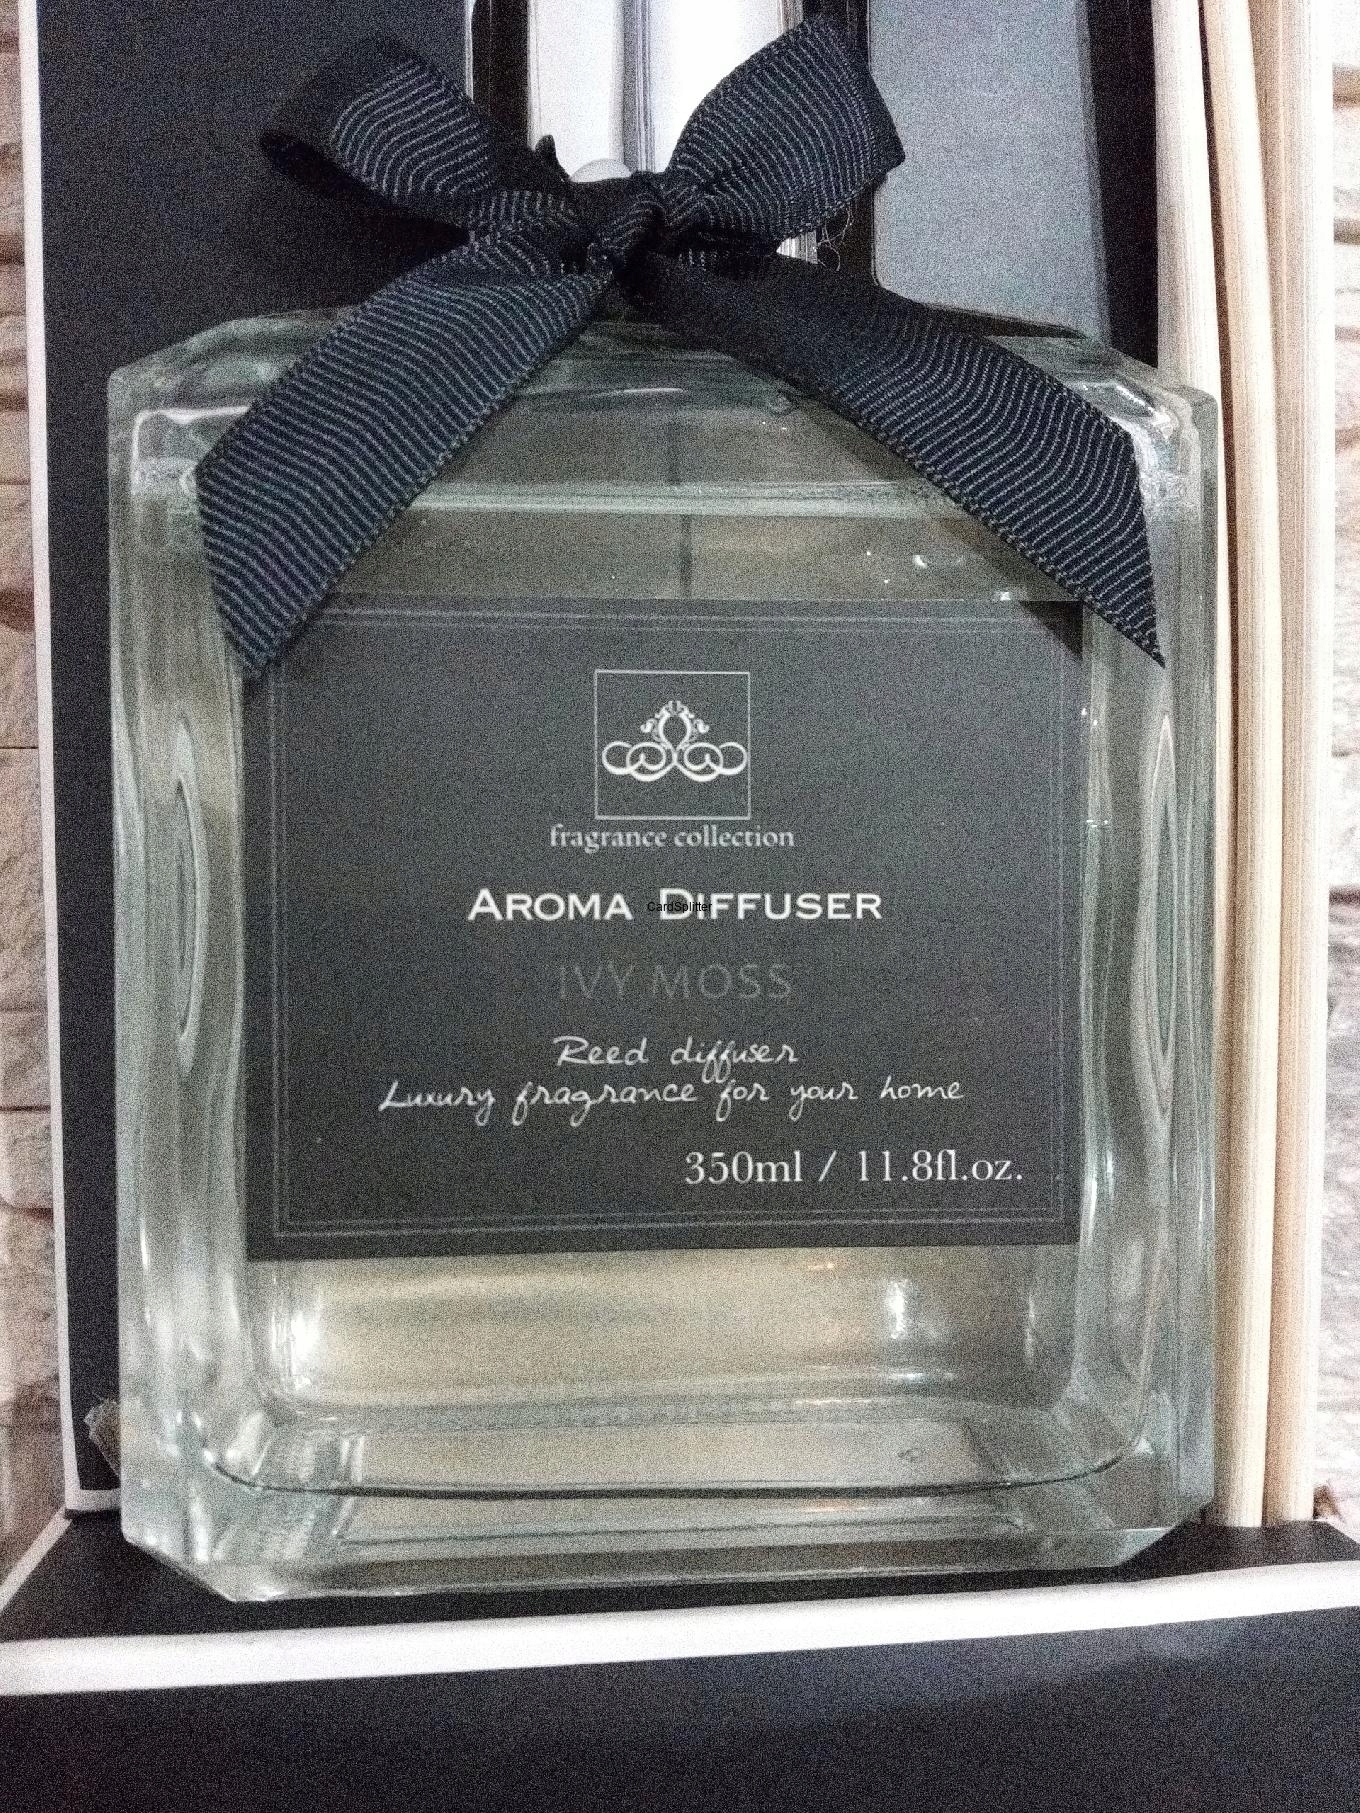 fragrance collection
AROMA DIFFUSER
CardSplitter
IVY MOSS
Reed diffuser
Luxury fragrance for your home
350ml / 11.8fl.oz.